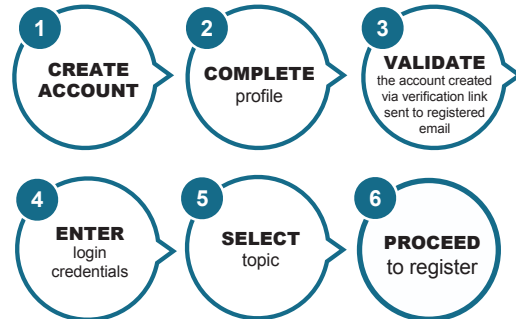 1
CREATE
ACCOUNT
2
COMPLETE
profile
3
VALIDATE
the account created
via verification link
sent to registered
email
4
ENTER
login
credentials
5
SELECT
topic
6
PROCEED
to register